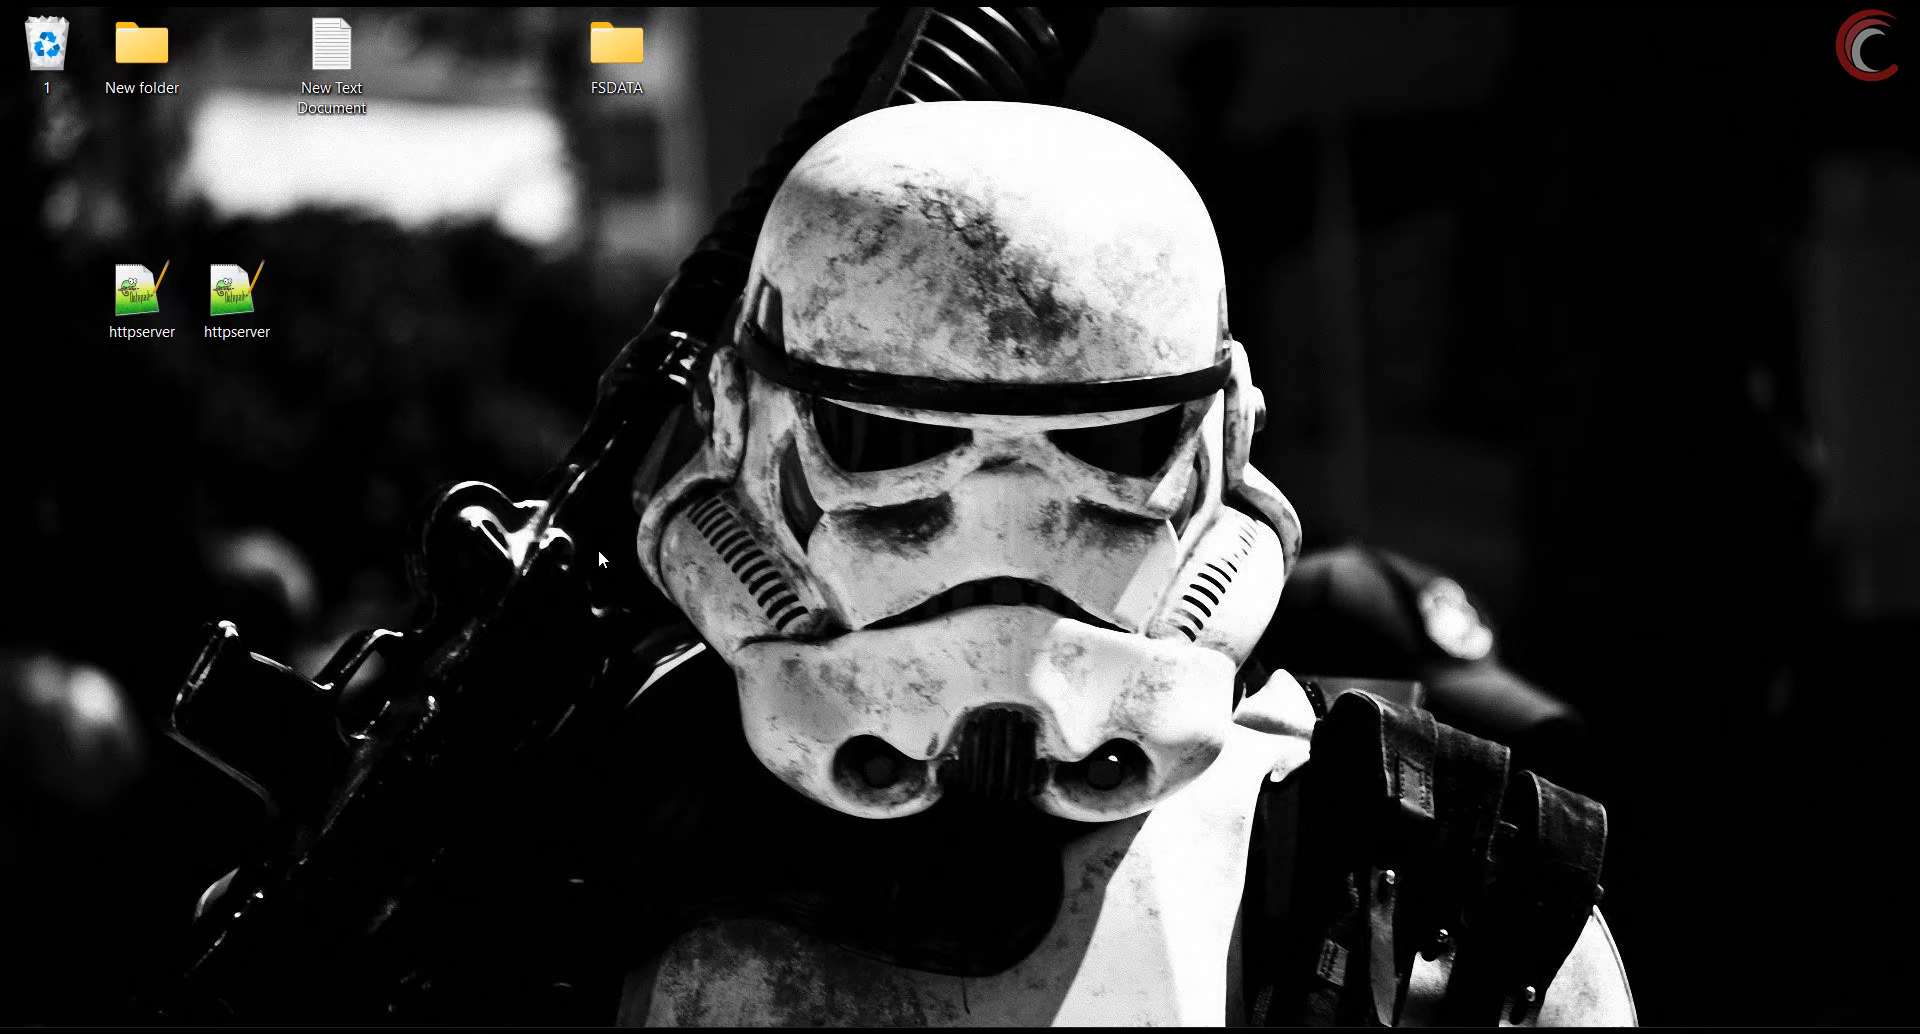 1
New folder
New Text
Document
FSDATA
httpserver
httpserver